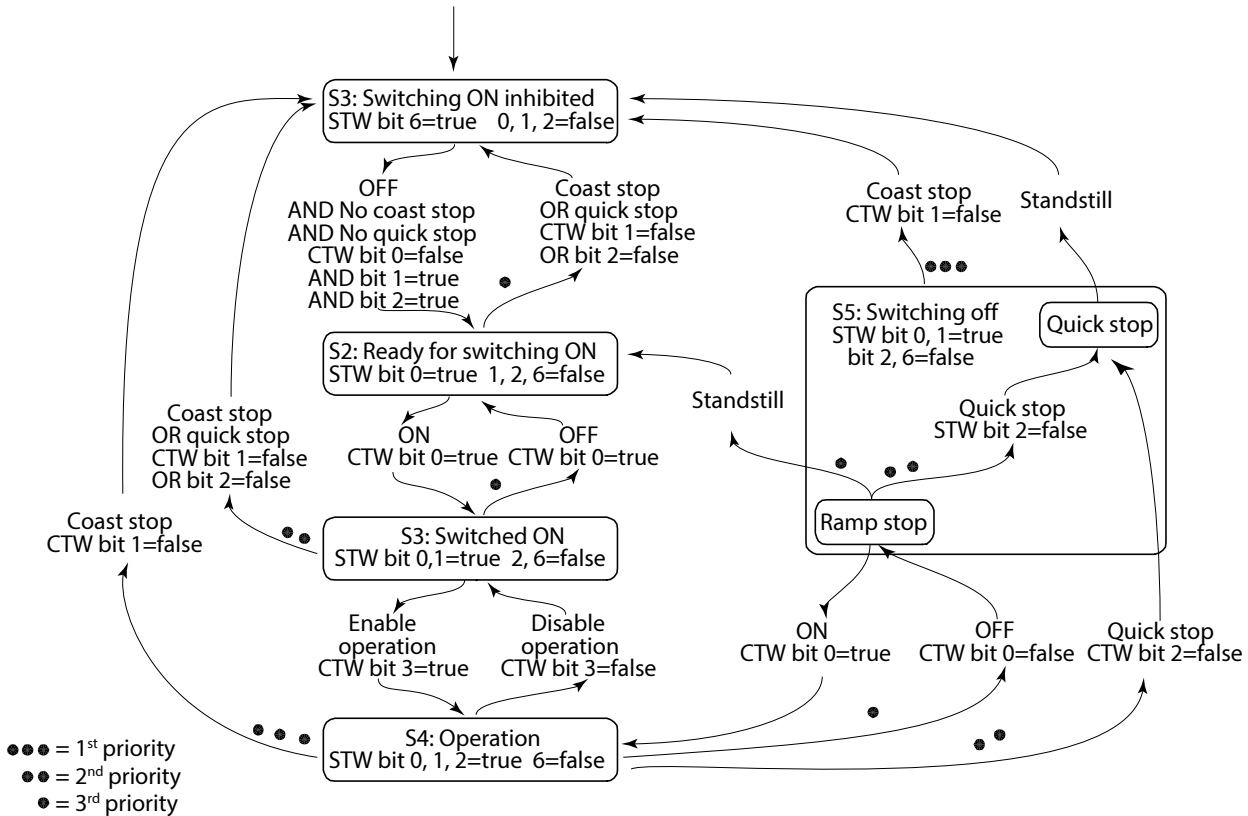 S3: Switching ON inhibited
STW bit 6=true 0, 1, 2=false
OFF
AND No coast stop
AND No quick stop
CTW bit 0=false
AND bit 1=true
AND bit 2=true
Coast stop
OR quick stop
CTW bit 1=false
OR bit 2=false
Coast stop
CTW bit 1=false
Standstill
S5: Switching off
STW bit 0, 1=true
bit 2, 6=false
Quick stop
S2: Ready for switching ON
STW bit 0=true 1, 2, 6=false
Standstill
Quick stop
STW bit 2=false
Coast stop
OR quick stop
CTW bit 1=false
OR bit 2=false
ON
CTW bit 0=true
OFF
CTW bit 0=true
Ramp stop
Coast stop
CTW bit 1=false
S3: Switched ON
STW bit 0,1=true 2, 6=false
Enable
operation
CTW bit 3=true
Disable
operation
CTW bit 3=false
ON
CTW bit 0=true
OFF
CTW bit 0=false
Quick stop
CTW bit 2=false
S4: Operation
STW bit 0, 1, 2=true 6=false
= 1st priority
= 2nd priority
= 3rd priority